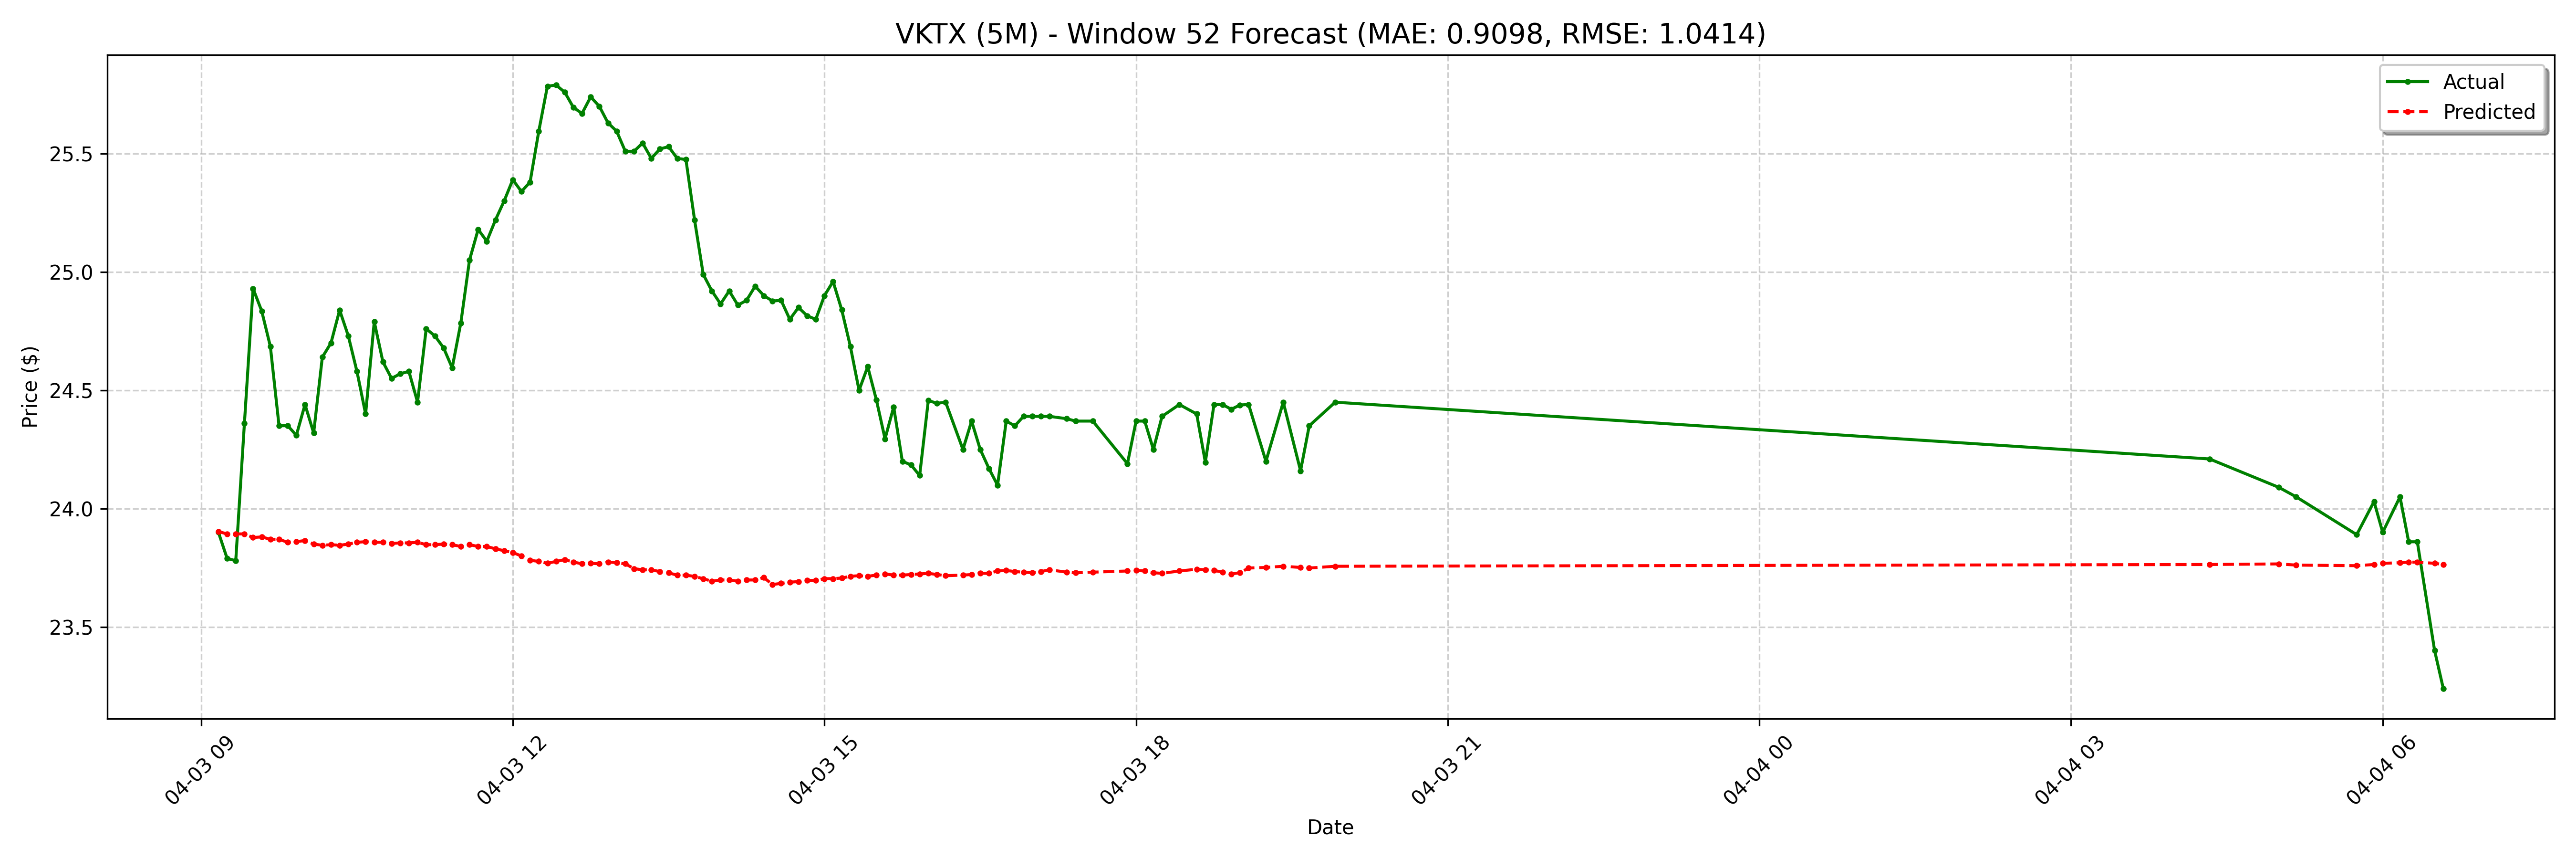 VKTX (5M) - Window 52 Forecast (MAE: 0.9098, RMSE: 1.0414)
Actual
Predicted
Price ($)
25.5
25.0
24.5
24.0
23.5
04-03 09
04-03 12
04-03 15
04-03 18
04-03 21
04-04 00
04-04 03
04-04 06
Date